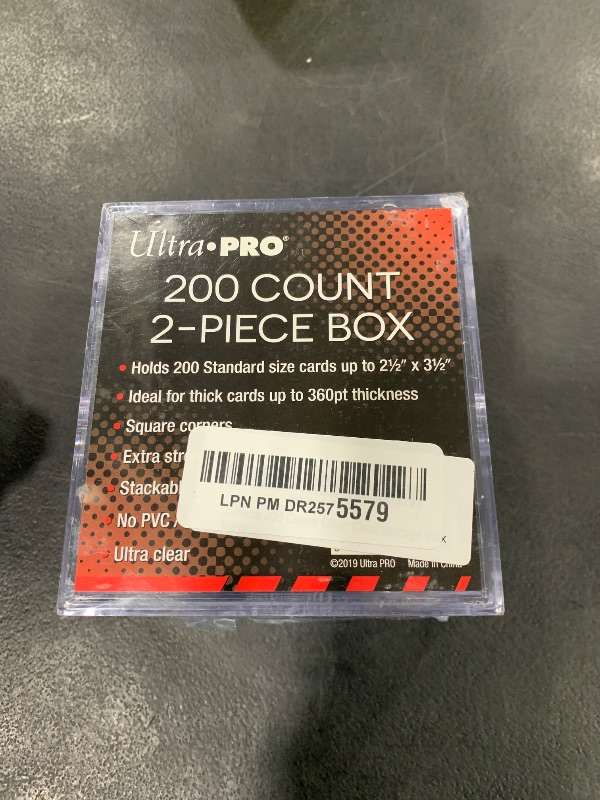 Ultra•PRO®
200 COUNT
2-PIECE BOX
• Holds 200 Standard size cards up to 2½" x 3½"
• Ideal for thick cards up to 360pt thickness
• Square corners
• Extra
• Stackabl
• No PVC
• Ultra clear
LPN PM DR2575579
X
©2019 Ultra PRO Made in China